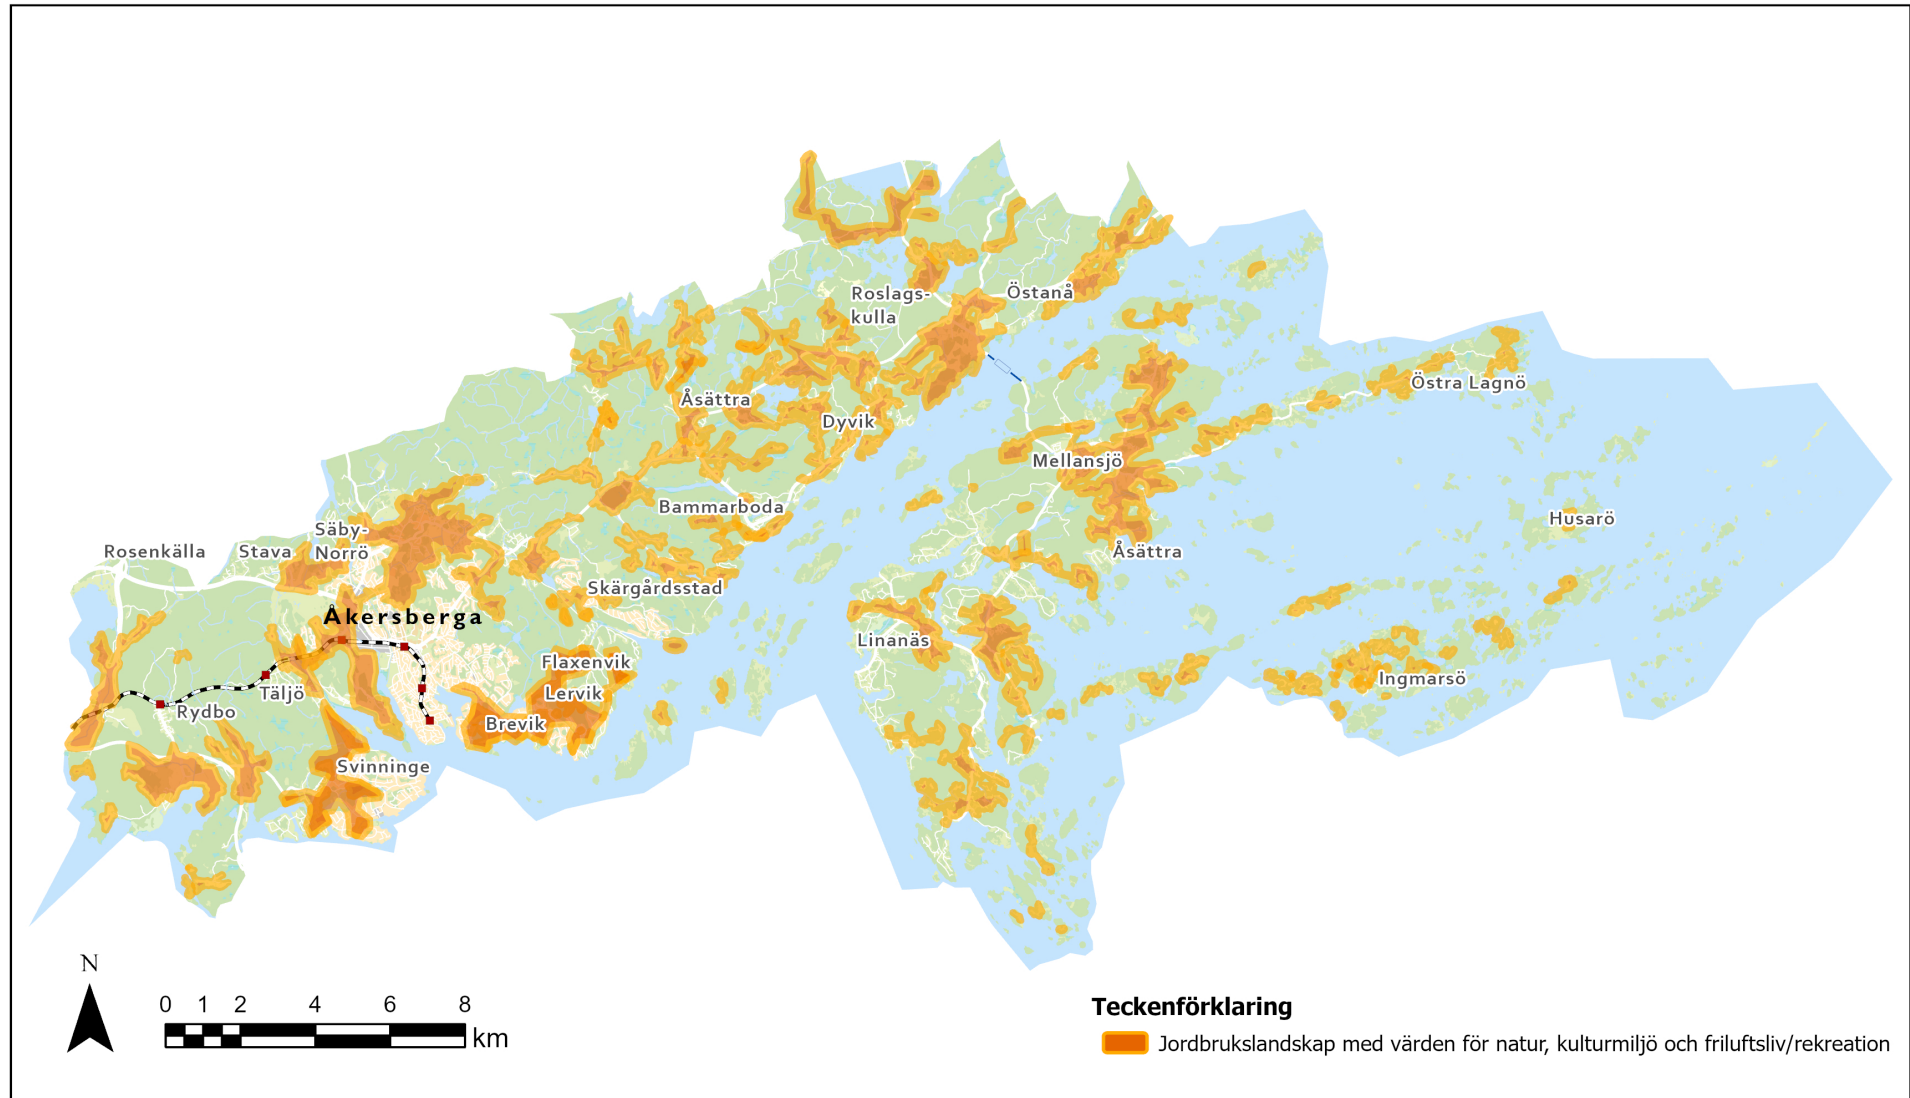 Roslags-
kulla
Östanå
Östra Lagnö
Åsättra
Dyvik
Mellansjö
Bammarboda
Husarö
Säby-
Norrö
Rosenkälla
Stava
Åsättra
Skärgårdsstad
Åkersberga
Linanäs
Flaxenvik
Ingmarsö
Täljö
Lervik
Rydbo
Brevik
Svinninge
N
0 1 2 4 6 8
km
Teckenförklaring
Jordbrukslandskap med värden för natur, kulturmiljö och friluftsliv/rekreation